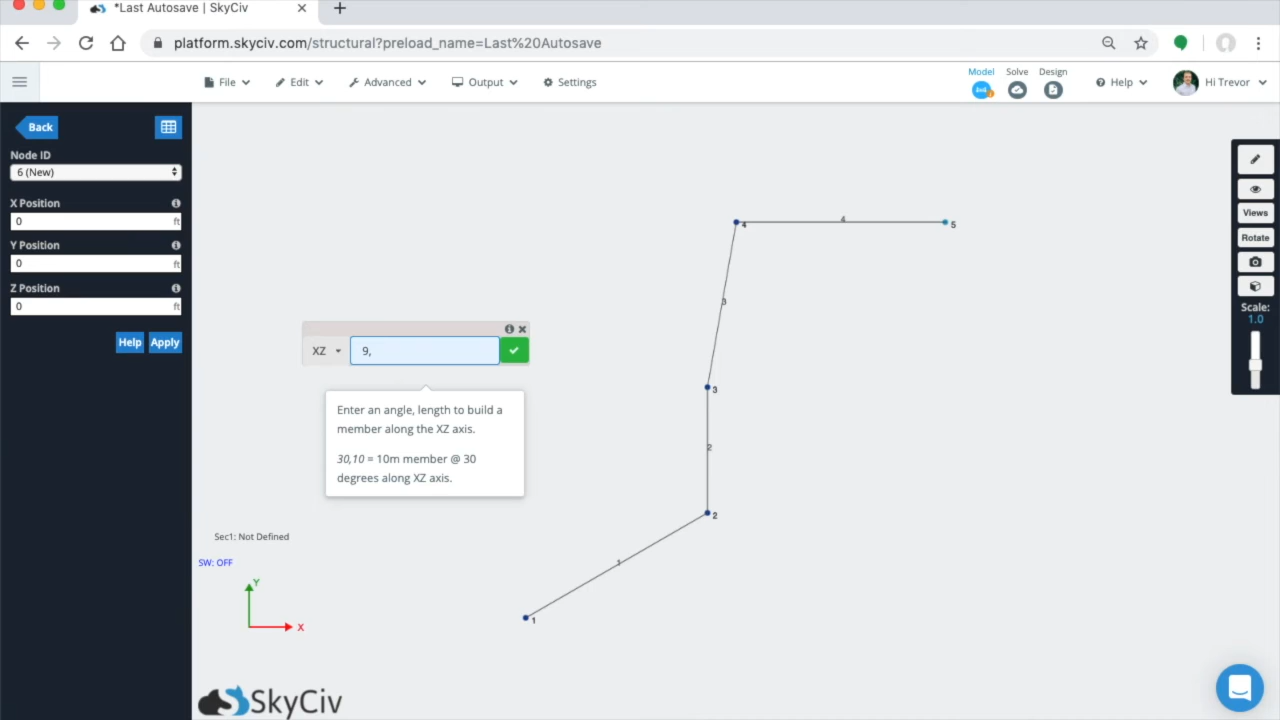 *Last Autosave | SkyCiv
platform.skyciv.com/structural?preload_name=Last%20Autosave
File Edit Advanced Output Settings
Model Solve Design
Help Hi Trevor
Back
Node ID
6 (New)
X Position
0 ft
Y Position
0 ft
Z Position
0 ft
Help Apply
XZ 9,
Enter an angle, length to build a
member along the XZ axis.
30,10 = 10m member @ 30
degrees along XZ axis.
4
4 5
3
3
2
2
1
1
Sec1: Not Defined
SW: OFF
Y
X
SkyCiv
Views
Rotate
Scale:
1.0